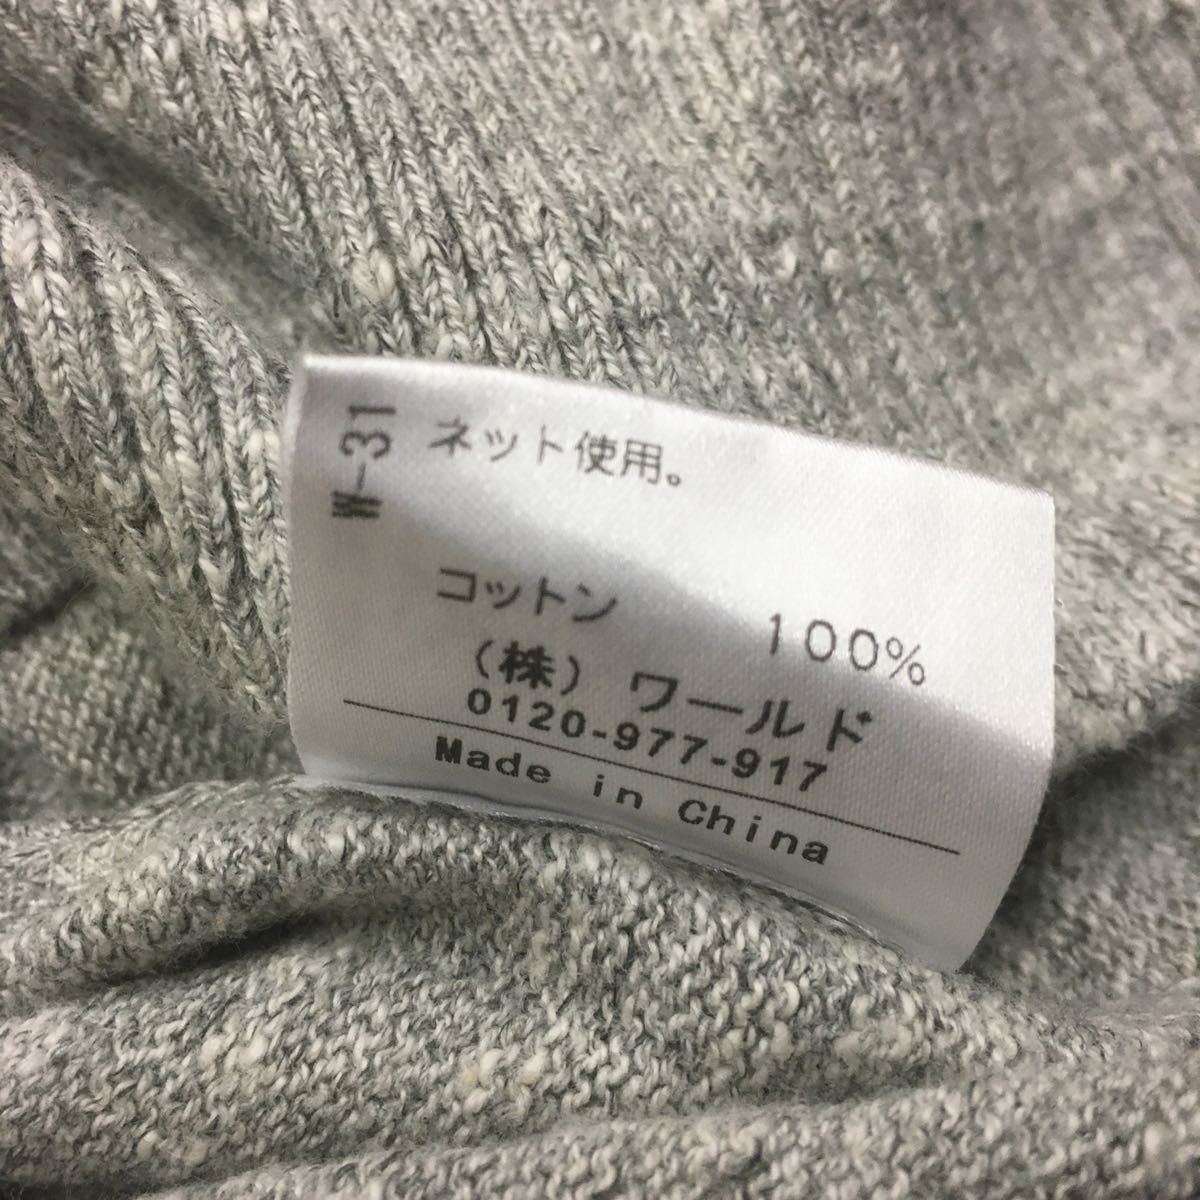 W-31
ネット使用。
コットン 100%
(株) ワールド
0120-977-917
Made in China